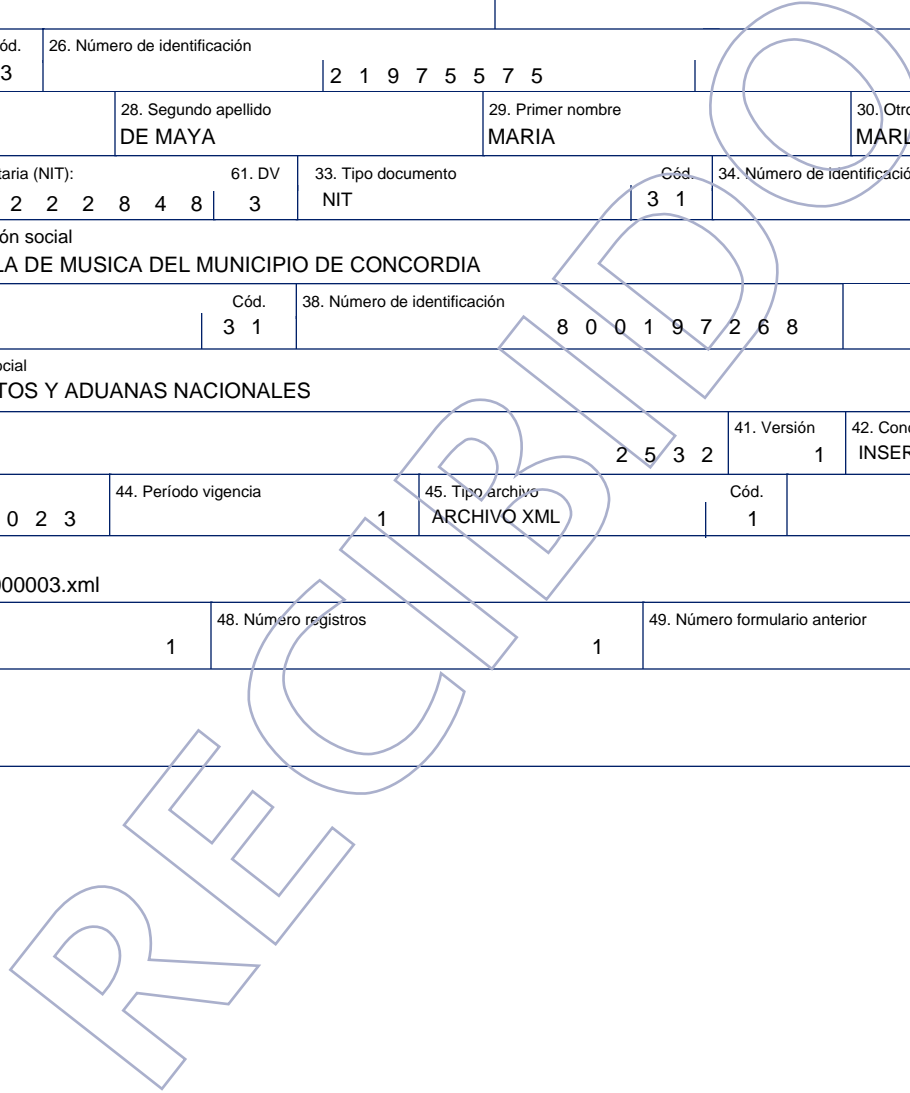 ód. 26. Número de identificación
3 2 1 9 7 5 5 7 5
28. Segundo apellido 29. Primer nombre 30. Otro
DE MAYA MARIA MARL
taria (NIT): 61. DV 33. Tipo documento Cód. 34. Número de identificació
2 2 2 8 4 8 3 NIT 3 1
ón social
LA DE MUSICA DEL MUNICIPIO DE CONCORDIA
Cód. 38. Número de identificación
3 1 8 0 0 1 9 7 2 6 8
ocial
TOS Y ADUANAS NACIONALES
41. Versión 42. Conc
2 5 3 2 1 INSER
44. Período vigencia 45. Tipo archivo Cód.
0 2 3 1 ARCHIVO XML 1
000003.xml
48. Número registros 49. Número formulario anterior
1 1
RECIBIDO